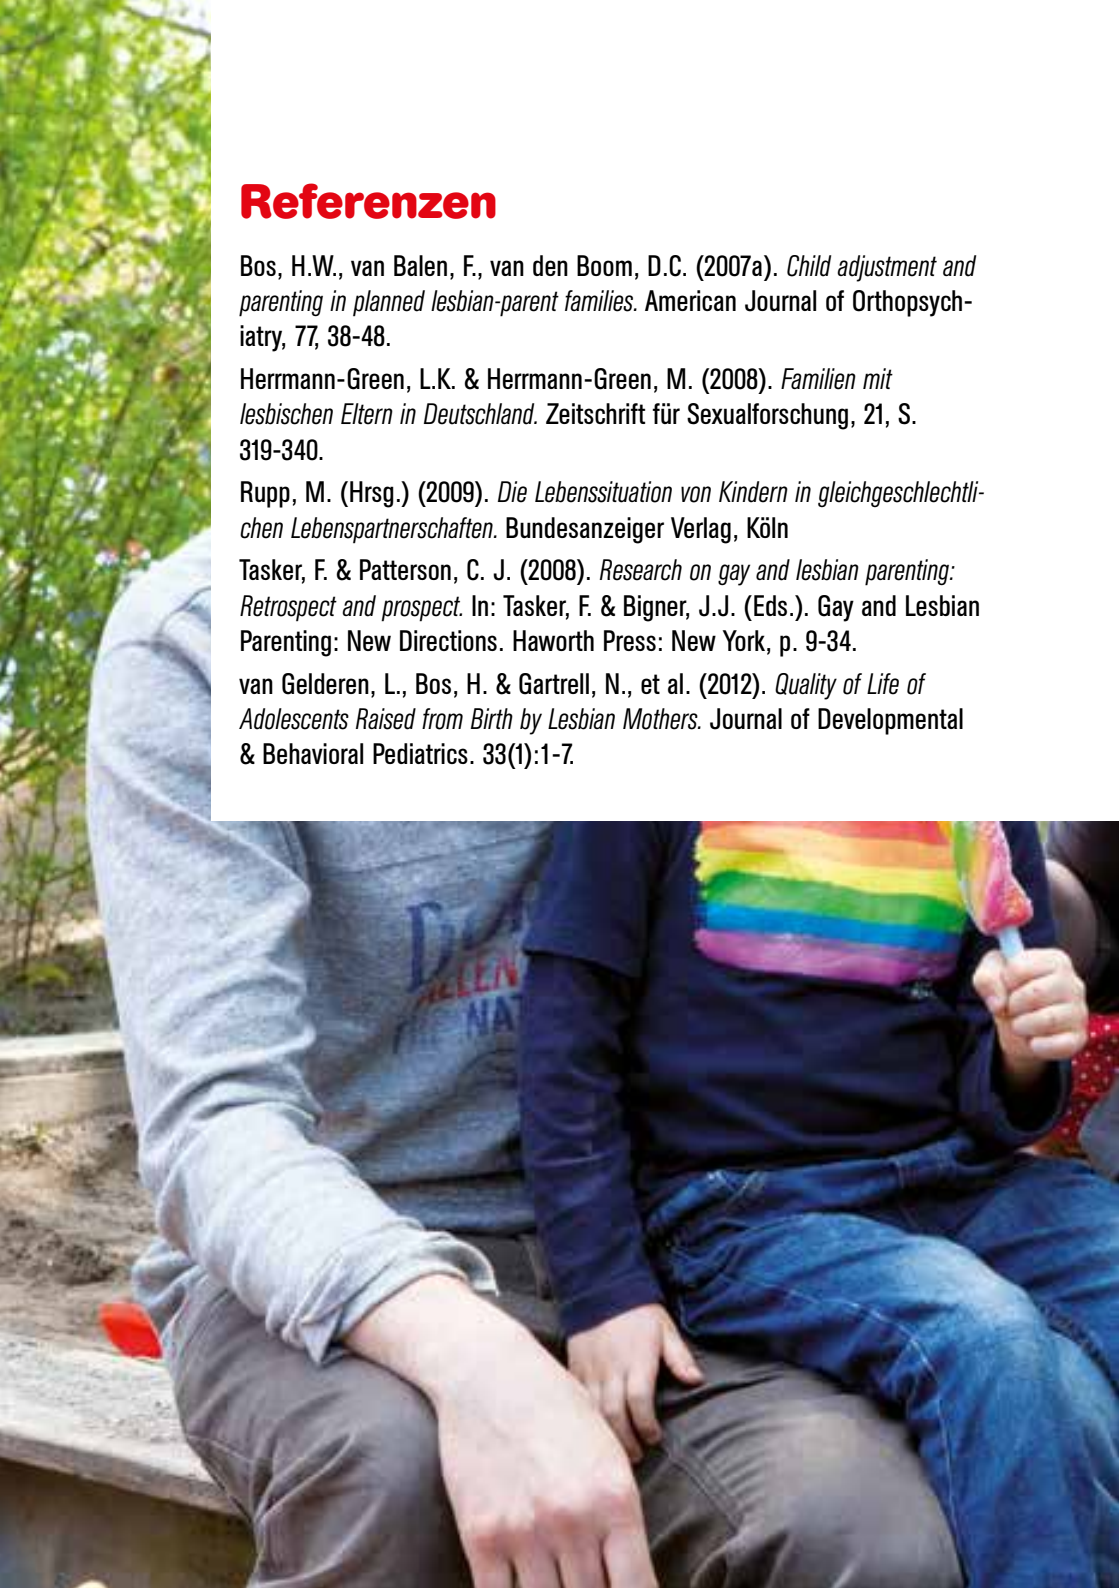 Referenzen
Bos, H.W., van Balen, F., van den Boom, D.C. (2007a). Child adjustment and
parenting in planned lesbian-parent families. American Journal of Orthopsych-
iatry, 77, 38-48.
Herrmann-Green, L.K. & Herrmann-Green, M. (2008). Familien mit
lesbischen Eltern in Deutschland. Zeitschrift für Sexualforschung, 21, S.
319-340.
Rupp, M. (Hrsg.) (2009). Die Lebenssituation von Kindern in gleichgeschlechtli-
chen Lebenspartnerschaften. Bundesanzeiger Verlag, Köln
Tasker, F. & Patterson, C. J. (2008). Research on gay and lesbian parenting:
Retrospect and prospect. In: Tasker, F. & Bigner, J.J. (Eds.). Gay and Lesbian
Parenting: New Directions. Haworth Press: New York, p. 9-34.
van Gelderen, L., Bos, H. & Gartrell, N., et al. (2012). Quality of Life of
Adolescents Raised from Birth by Lesbian Mothers. Journal of Developmental
& Behavioral Pediatrics. 33(1):1-7.